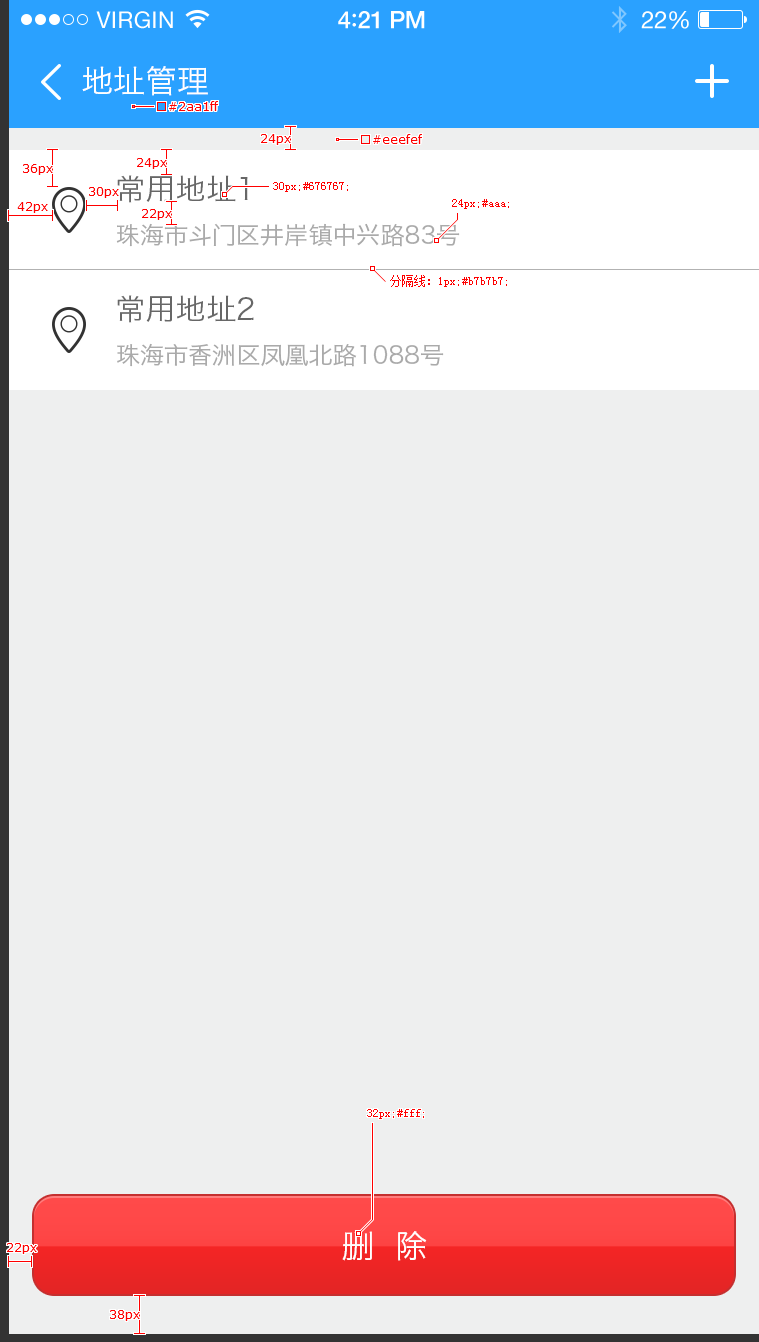 VIRGIN 4:21 PM 22%
地址管理
#2aa1ff
24px #eeefef
36px 24px
常用地址1 30px;#676767;
30px
42px 22px 24px;#aaa;
珠海市斗门区井岸镇中兴路83号
分隔线：1px;#b7b7b7;
常用地址2
珠海市香洲区凤凰北路1088号
32px;#fff;
删 除
22px
38px